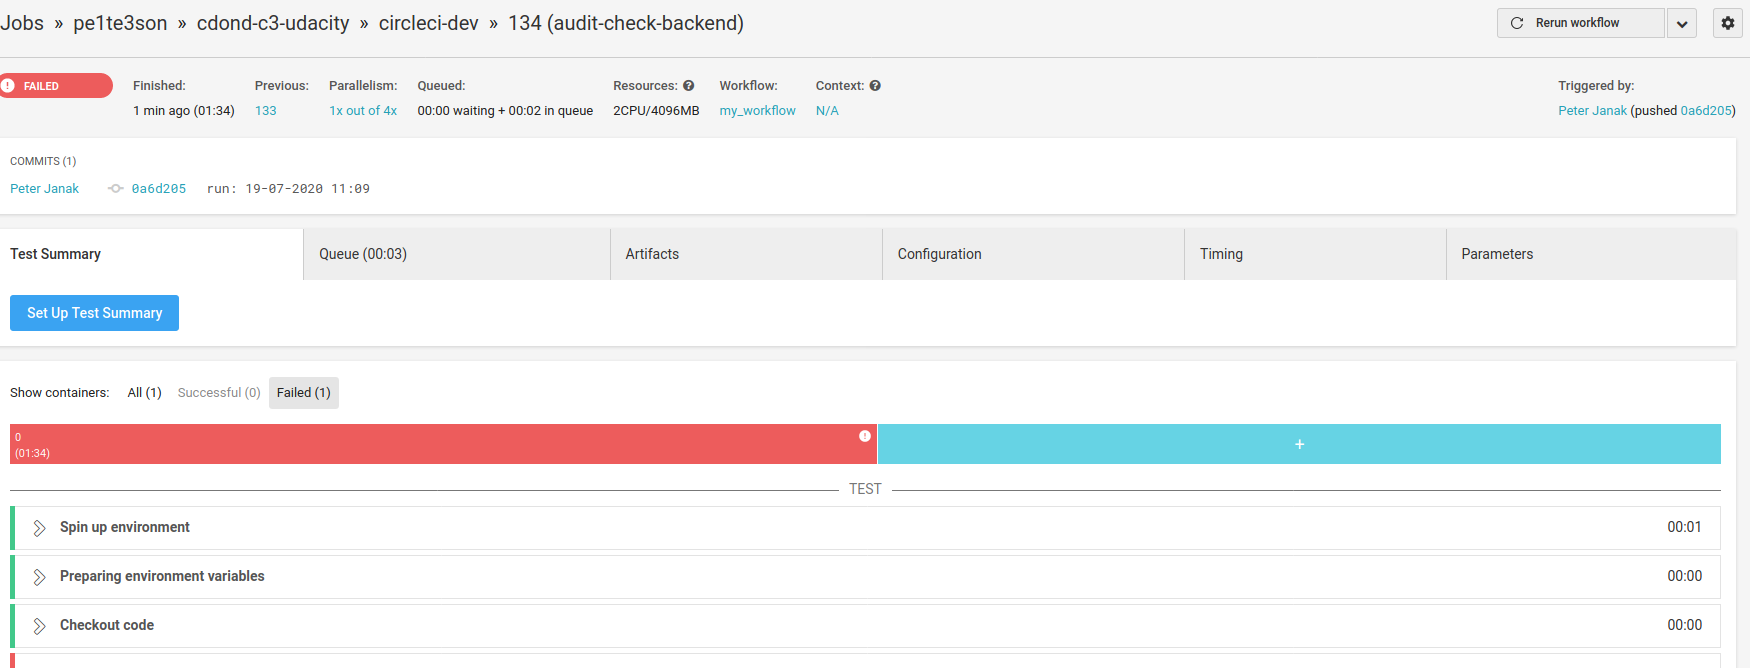 Jobs » pe1te3son » cdond-c3-udacity » circleci-dev » 134 (audit-check-backend)
Rerun workflow
FAILED
Finished: Previous: Parallelism: Queued: Resources: Workflow: Context: Triggered by:
1 min ago (01:34) 133 1x out of 4x 00:00 waiting + 00:02 in queue 2CPU/4096MB my_workflow N/A Peter Janak (pushed 0a6d205)
COMMITS (1)
Peter Janak 0a6d205 run: 19-07-2020 11:09
Test Summary Queue (00:03) Artifacts Configuration Timing Parameters
Set Up Test Summary
Show containers: All (1) Successful (0) Failed (1)
0
(01:34)
+
TEST
Spin up environment 00:01
Preparing environment variables 00:00
Checkout code 00:00